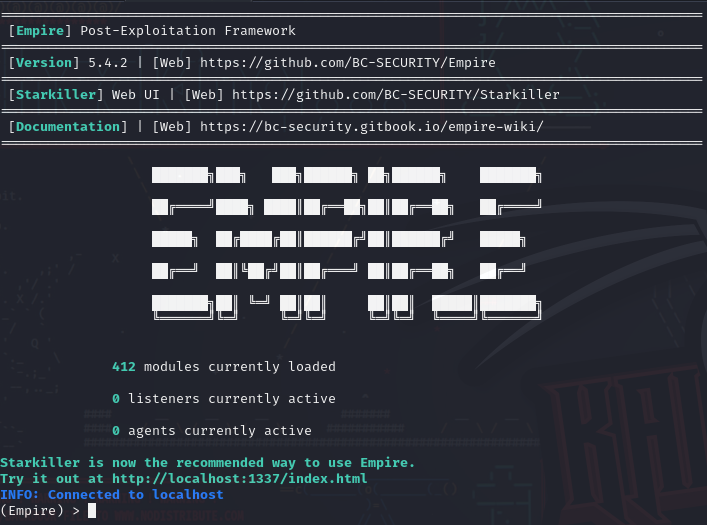 [Empire] Post-Exploitation Framework
[Version] 5.4.2 | [Web] https://github.com/BC-SECURITY/Empire
[Starkiller] Web UI | [Web] https://github.com/BC-SECURITY/Starkiller
[Documentation] | [Web] https://bc-security.gitbook.io/empire-wiki/
EMPIRE
412 modules currently loaded
0 listeners currently active
0 agents currently active
Starkiller is now the recommended way to use Empire.
Try it out at http://localhost:1337/index.html
INFO: Connected to localhost
(Empire) >